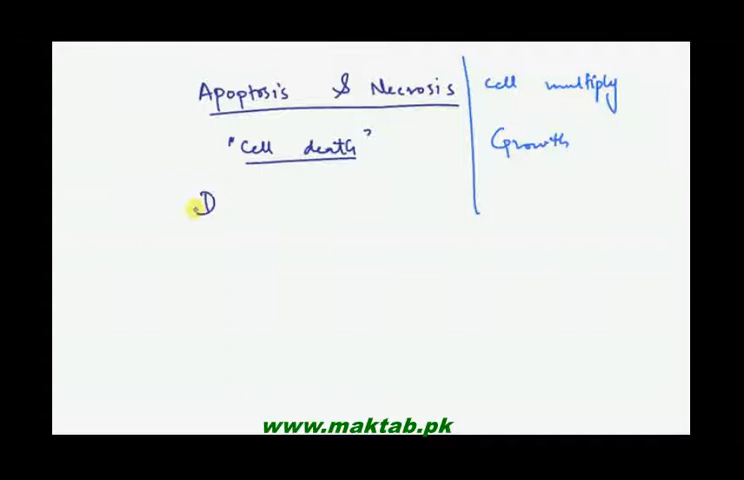 Apoptosis & Necrosis
"Cell death"
D
Cell multiply
Growth
www.maktab.pk